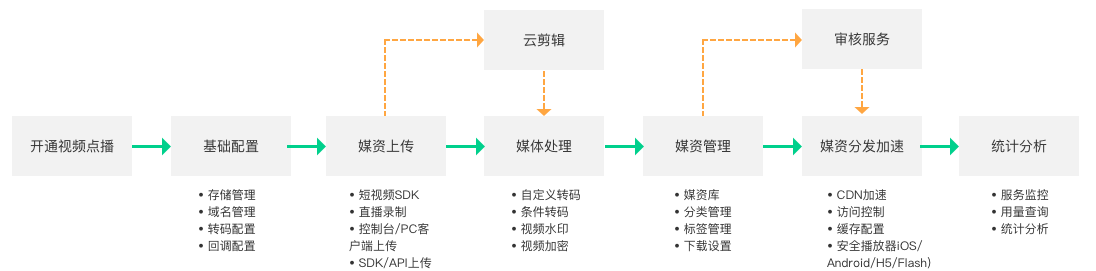 云剪辑
审核服务
开通视频点播
基础配置
媒资上传
媒体处理
媒资管理
媒资分发加速
统计分析
• 存储管理
• 域名管理
• 转码配置
• 回调配置
• 短视频SDK
• 直播录制
• 控制台/PC客
户端上传
• SDK/API上传
• 自定义转码
• 条件转码
• 视频水印
• 视频加密
• 媒资库
• 分类管理
• 标签管理
• 下载设置
• CDN加速
• 访问控制
• 缓存配置
• 安全播放器iOS/
Android/H5/Flash)
• 服务监控
• 用量查询
• 统计分析